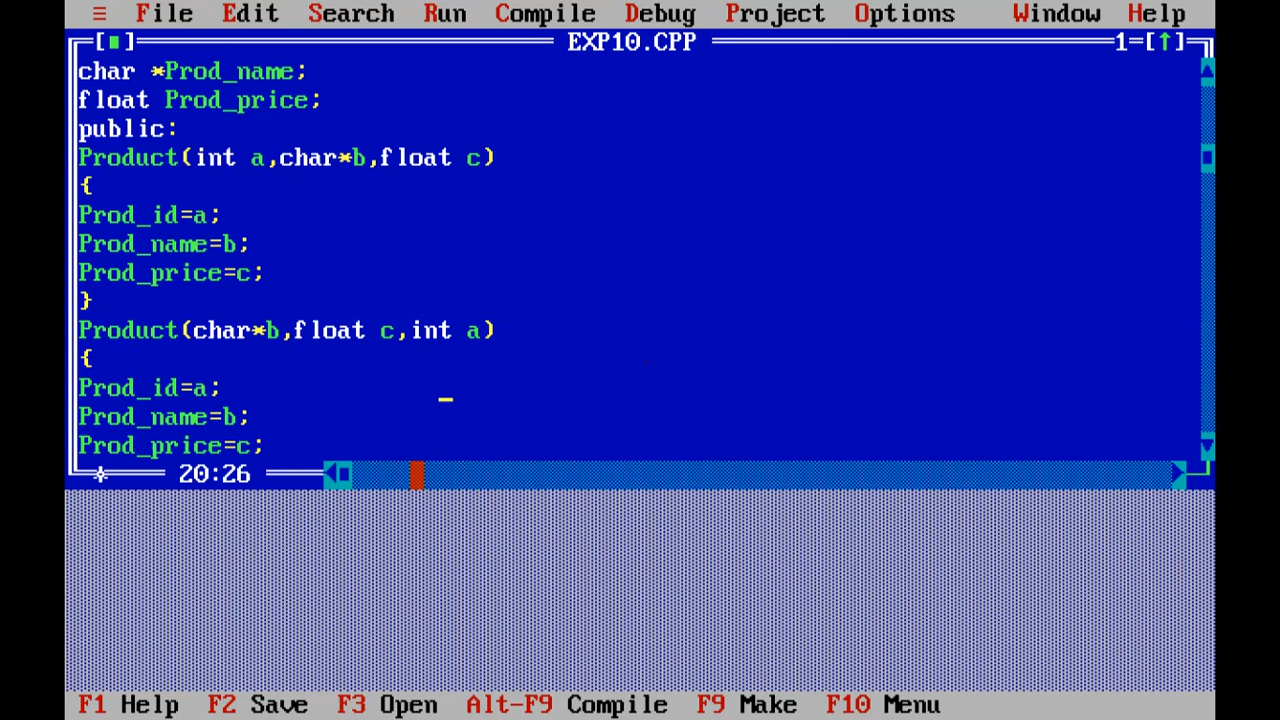 ≡ File Edit Search Run Compile Debug Project Options Window Help
[■] EXP10.CPP 1=[↑]
char *Prod_name;
float Prod_price;
public:
Product(int a,char*b,float c)
{
Prod_id=a;
Prod_name=b;
Prod_price=c;
}
Product(char*b,float c,int a)
{
Prod_id=a;
Prod_name=b;
Prod_price=c;
20:26
F1 Help F2 Save F3 Open Alt-F9 Compile F9 Make F10 Menu